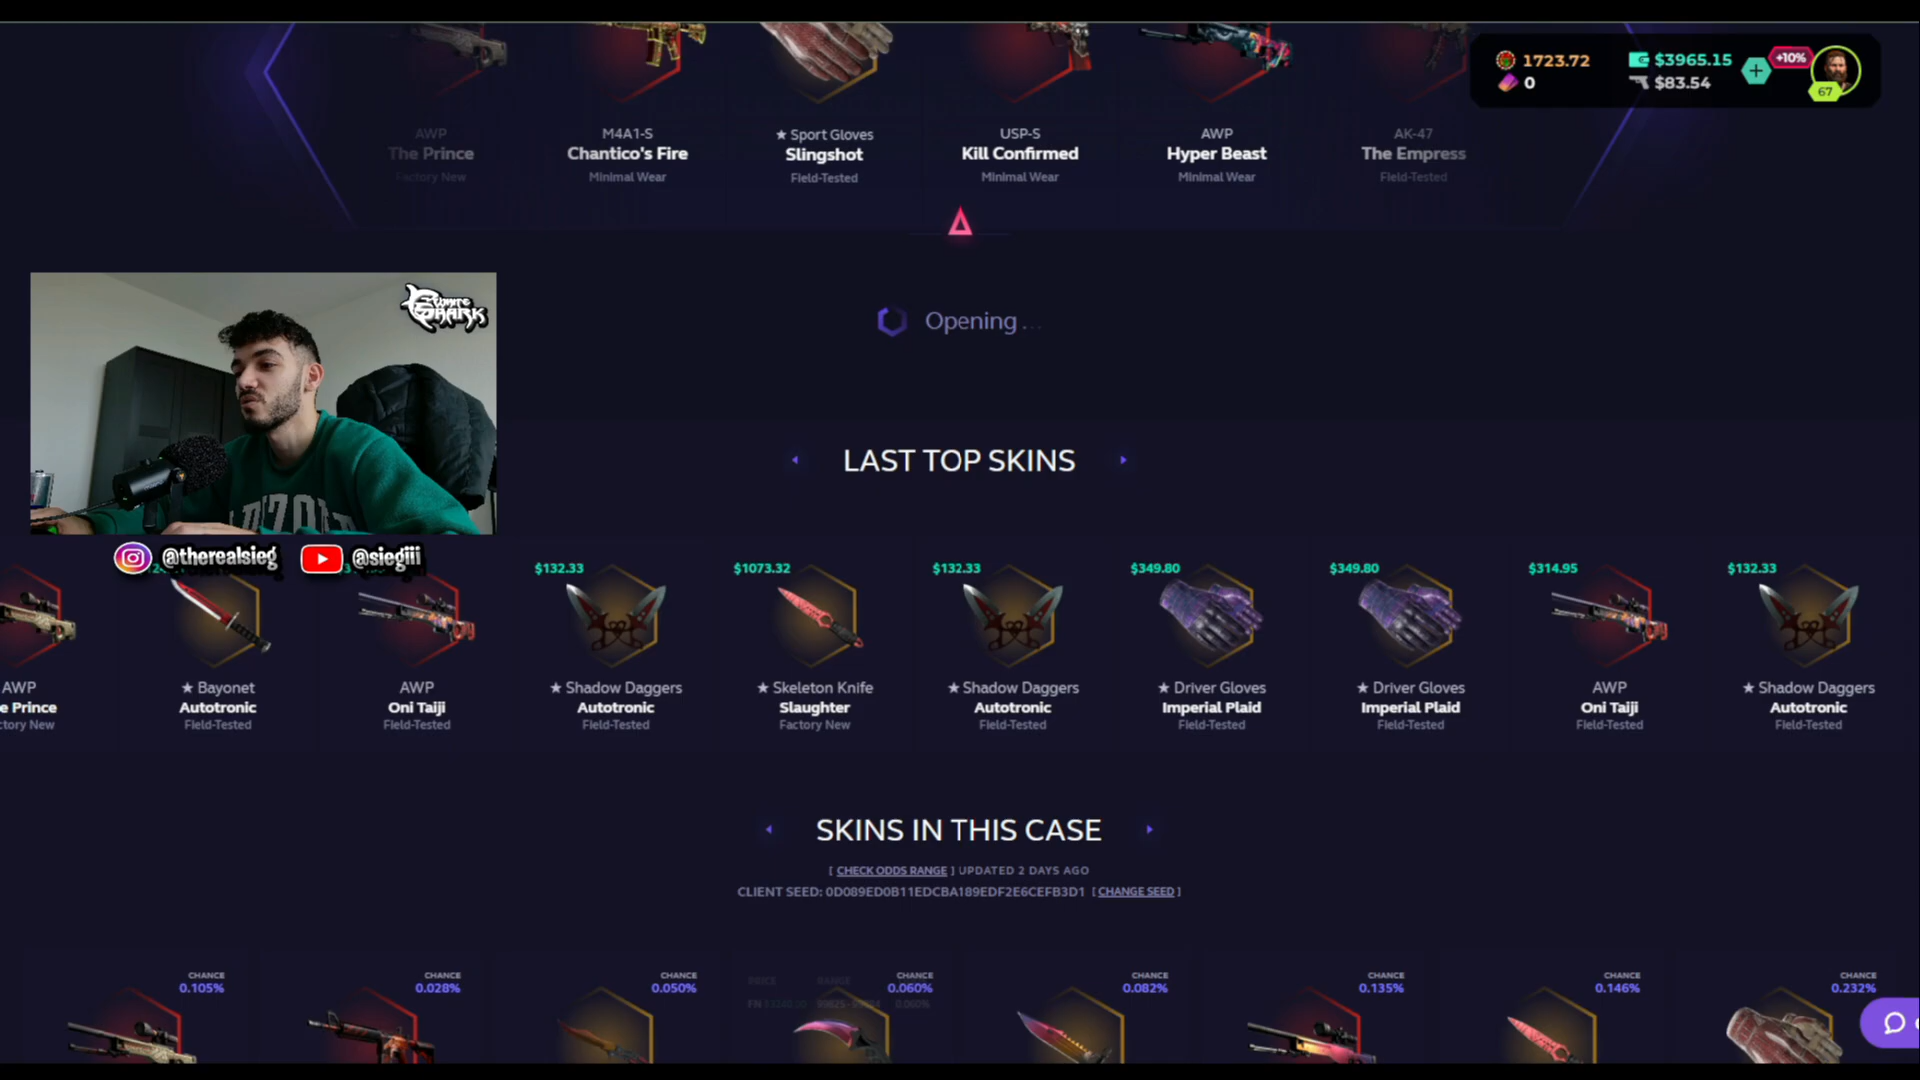 1723.72
$3965.15
+10%
0
$83.54
67
AWP
The Prince
Factory New
M4A1-S
Chantico's Fire
Minimal Wear
★ Sport Gloves
Slingshot
Field-Tested
USP-S
Kill Confirmed
Minimal Wear
AWP
Hyper Beast
Minimal Wear
AK-47
The Empress
Field-Tested
Opening ...
WHITE SHARK
@therealsieg
@siegiii
LAST TOP SKINS
AWP
e Prince
ctory New
★ Bayonet
Autotronic
Field-Tested
AWP
Oni Taiji
Field-Tested
$132.33
★ Shadow Daggers
Autotronic
Field-Tested
$1073.32
★ Skeleton Knife
Slaughter
Factory New
$132.33
★ Shadow Daggers
Autotronic
Field-Tested
$349.80
★ Driver Gloves
Imperial Plaid
Field-Tested
$349.80
★ Driver Gloves
Imperial Plaid
Field-Tested
$314.95
AWP
Oni Taiji
Field-Tested
$132.33
★ Shadow Daggers
Autotronic
Field-Tested
SKINS IN THIS CASE
[ CHECK ODDS RANGE ] UPDATED 2 DAYS AGO
CLIENT SEED: 0D089ED0B11EDCBA189EDF2E6CEFB3D1 [ CHANGE SEED ]
CHANCE
0.105%
CHANCE
0.028%
CHANCE
0.050%
PRICE RANGE CHANCE
0.060%
FN 0.060%
CHANCE
0.082%
CHANCE
0.135%
CHANCE
0.146%
CHANCE
0.232%